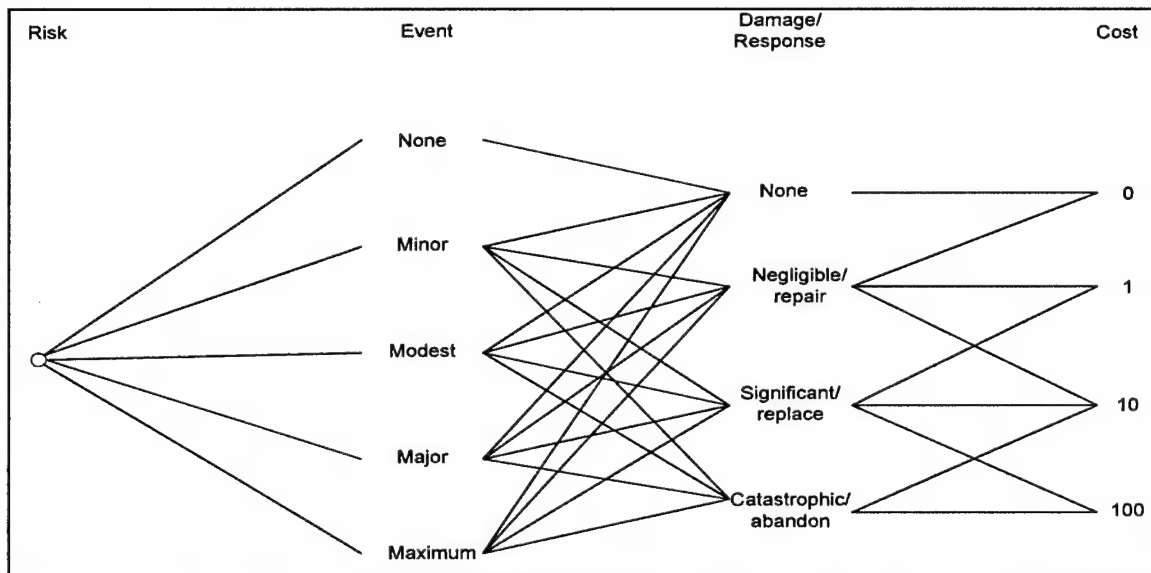 Risk
Event
Damage/
Response
Cost
None
Minor
Modest
Major
Maximum
None
Negligible/
repair
Significant/
replace
Catastrophic/
abandon
0
1
10
100